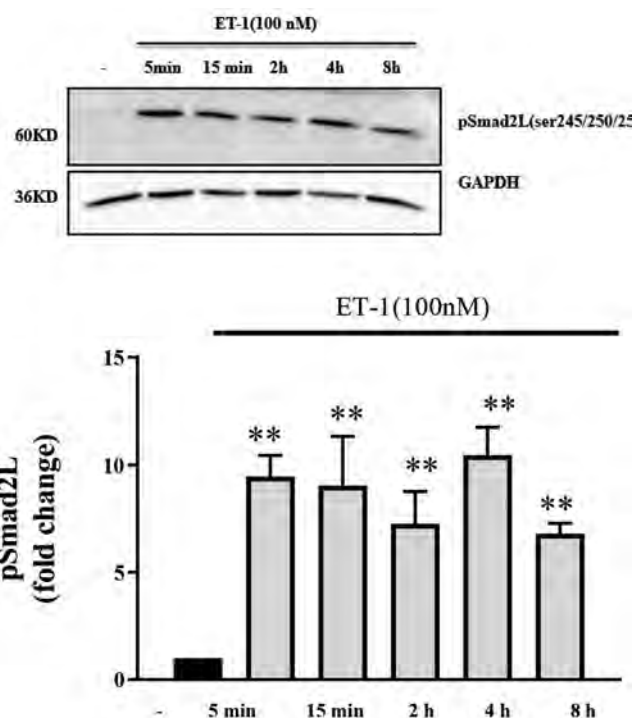 ET-1(100 nM)
- 5min 15 min 2h 4h 8h
60KD pSmad2L(ser245/250/25
36KD GAPDH
ET-1(100nM)
15
10
5
0
pSmad2L
(fold change)
** ** ** ** **
- 5 min 15 min 2 h 4 h 8 h